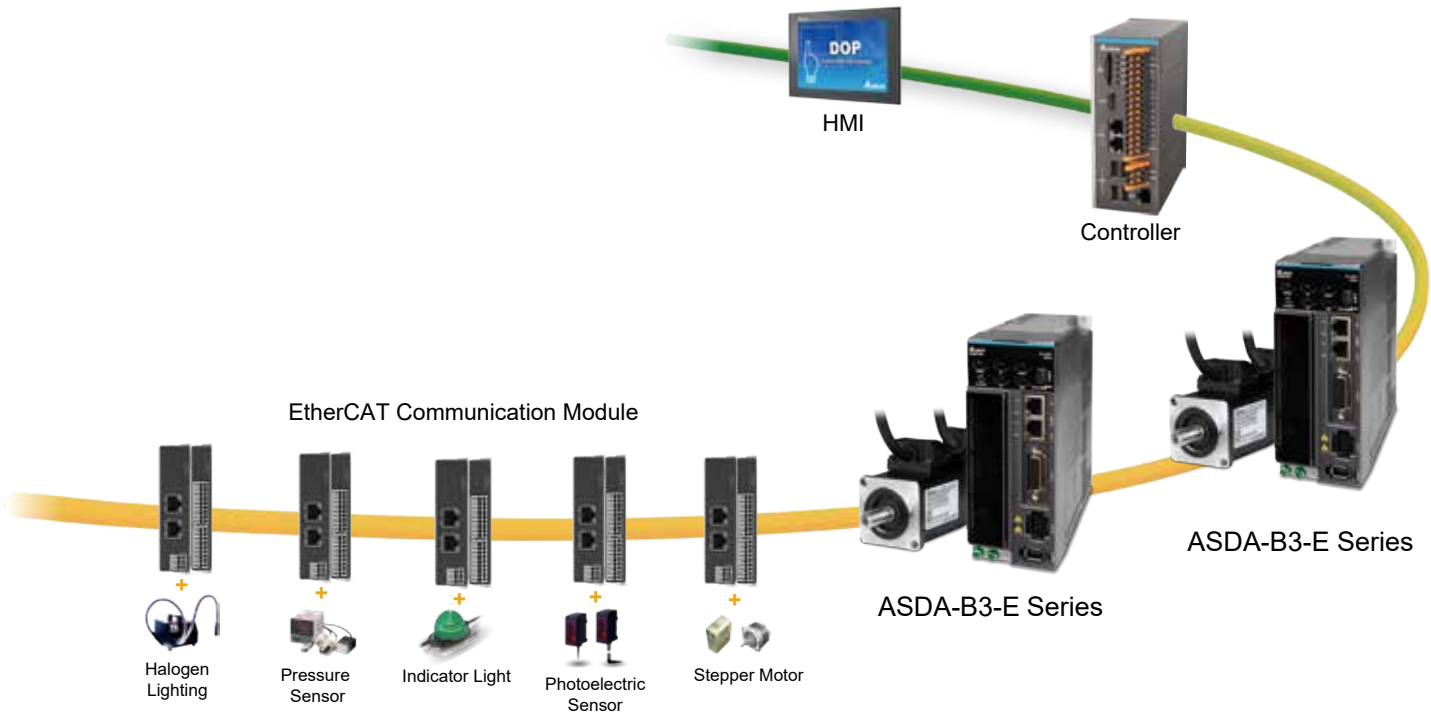 DOP
HMI
Controller
EtherCAT Communication Module
ASDA-B3-E Series
ASDA-B3-E Series
Halogen
Lighting
Pressure
Sensor
Indicator Light
Photoelectric
Sensor
Stepper Motor